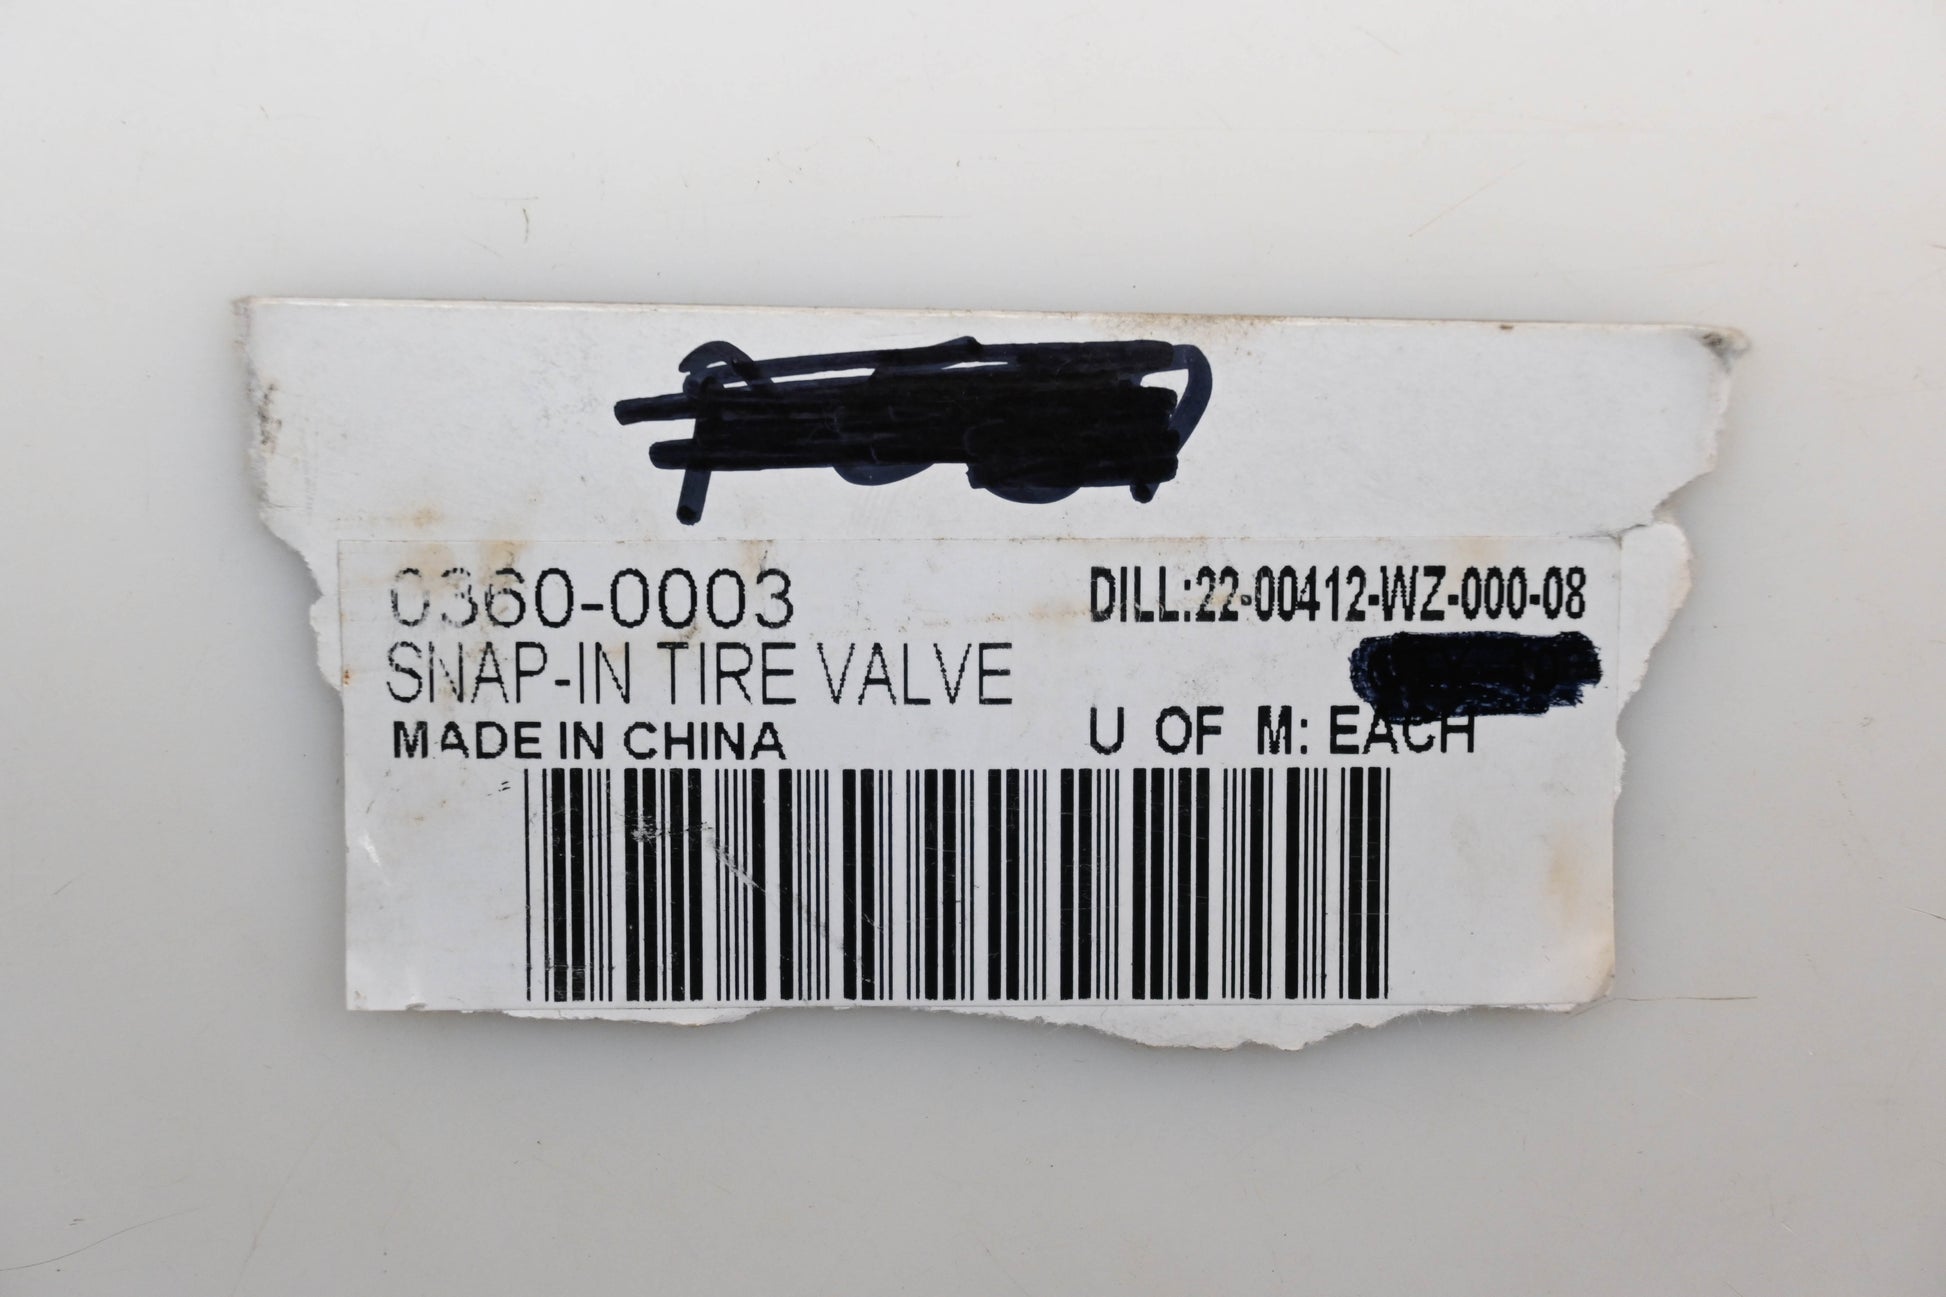 0360-0003
DILL:22-00412-WZ-000-08
SNAP-IN TIRE VALVE
MADE IN CHINA
U OF M: EACH